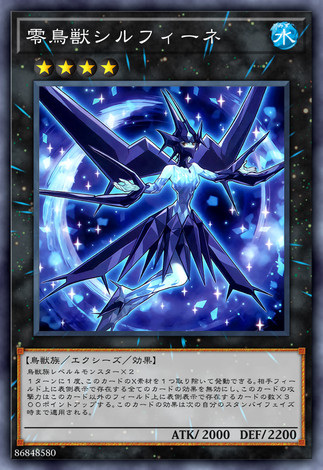 零鳥獣シルフィーネ
水
【鳥獣族／エクシーズ／効果】
鳥獣族レベル４モンスター×２
１ターンに１度、このカードのX素材を１つ取り除いて発動できる。相手フィ
ールド上に表側表示で存在する全てのカードの効果を無効にし、このカードの攻
撃力はこのカード以外のフィールド上に表側表示で存在するカードの数×３
００ポイントアップする。このカードの効果は次の自分のスタンバイフェイズ
時まで適用される。
ATK/ 2000 DEF/2200
86848580